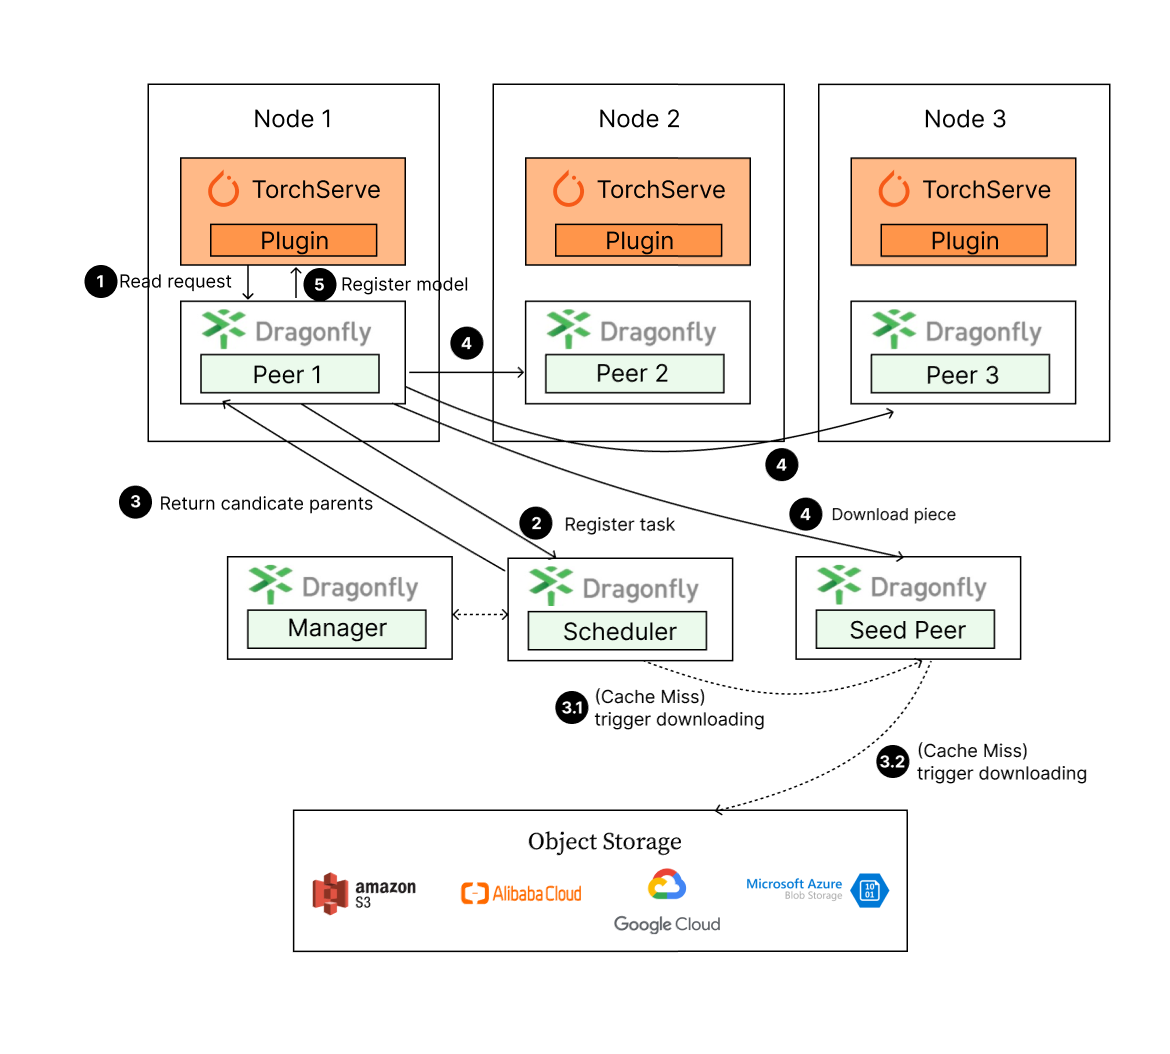 Node 1
Node 2
Node 3
TorchServe
TorchServe
TorchServe
Plugin
Plugin
Plugin
1 Read request
5 Register model
Dragonfly
Dragonfly
Dragonfly
4
Peer 1
Peer 2
Peer 3
4
3 Return candicate parents
2 Register task
4 Download piece
Dragonfly
Dragonfly
Dragonfly
Manager
Scheduler
Seed Peer
3.1 (Cache Miss)
trigger downloading
3.2 (Cache Miss)
trigger downloading
Object Storage
amazon
S3
Alibaba Cloud
Google Cloud
Microsoft Azure
Blob Storage
10
01